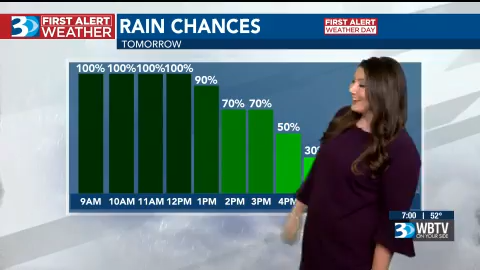 3 FIRST ALERT
WEATHER
RAIN CHANCES
TOMORROW
FIRST ALERT
WEATHER DAY
100% 100% 100% 100% 90% 70% 70% 50% 30%
9AM 10AM 11AM 12PM 1PM 2PM 3PM 4PM
7:00 | 52°
3 WBTV
ON YOUR SIDE